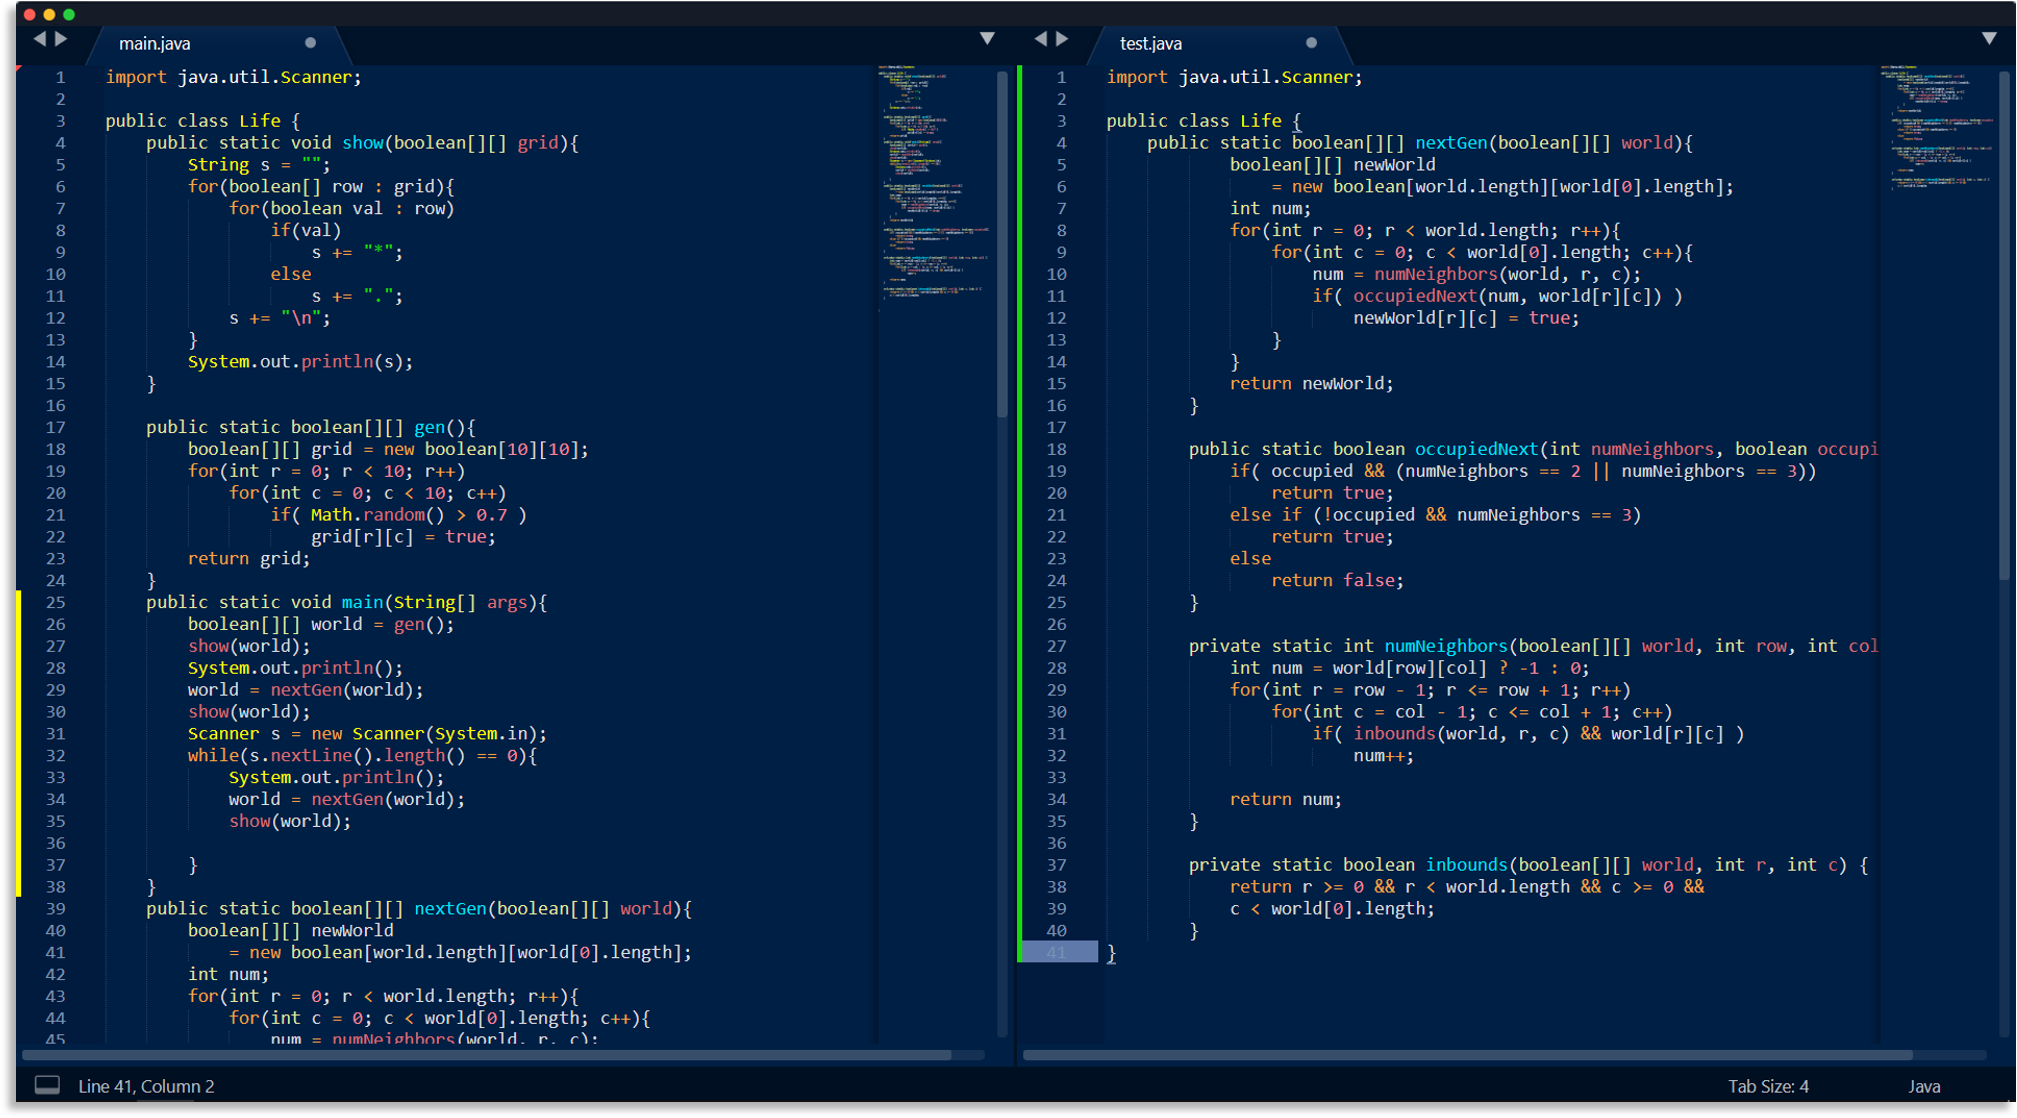 main.java
1 import java.util.Scanner;
2
3 public class Life {
4 public static void show(boolean[][] grid){
5 String s = "";
6 for(boolean[] row : grid){
7 for(boolean val : row)
8 if(val)
9 s += "*";
10 else
11 s += ".";
12 s += "\n";
13 }
14 System.out.println(s);
15 }
16
17 public static boolean[][] gen(){
18 boolean[][] grid = new boolean[10][10];
19 for(int r = 0; r < 10; r++)
20 for(int c = 0; c < 10; c++)
21 if( Math.random() > 0.7 )
22 grid[r][c] = true;
23 return grid;
24 }
25 public static void main(String[] args){
26 boolean[][] world = gen();
27 show(world);
28 System.out.println();
29 world = nextGen(world);
30 show(world);
31 Scanner s = new Scanner(System.in);
32 while(s.nextLine().length() == 0){
33 System.out.println();
34 world = nextGen(world);
35 show(world);
36
37 }
38 }
39 public static boolean[][] nextGen(boolean[][] world){
40 boolean[][] newWorld
41 = new boolean[world.length][world[0].length];
42 int num;
43 for(int r = 0; r < world.length; r++){
44 for(int c = 0; c < world[0].length; c++){
45 num = numNeighbors(world, r, c);
test.java
1 import java.util.Scanner;
2
3 public class Life {
4 public static boolean[][] nextGen(boolean[][] world){
5 boolean[][] newWorld
6 = new boolean[world.length][world[0].length];
7 int num;
8 for(int r = 0; r < world.length; r++){
9 for(int c = 0; c < world[0].length; c++){
10 num = numNeighbors(world, r, c);
11 if( occupiedNext(num, world[r][c]) )
12 newWorld[r][c] = true;
13 }
14 }
15 return newWorld;
16 }
17
18 public static boolean occupiedNext(int numNeighbors, boolean occupi
19 if( occupied && (numNeighbors == 2 || numNeighbors == 3))
20 return true;
21 else if (!occupied && numNeighbors == 3)
22 return true;
23 else
24 return false;
25 }
26
27 private static int numNeighbors(boolean[][] world, int row, int col
28 int num = world[row][col] ? -1 : 0;
29 for(int r = row - 1; r <= row + 1; r++)
30 for(int c = col - 1; c <= col + 1; c++)
31 if( inbounds(world, r, c) && world[r][c] )
32 num++;
33
34 return num;
35 }
36
37 private static boolean inbounds(boolean[][] world, int r, int c) {
38 return r >= 0 && r < world.length && c >= 0 &&
39 c < world[0].length;
40 }
41 }
Line 41, Column 2
Tab Size: 4
Java